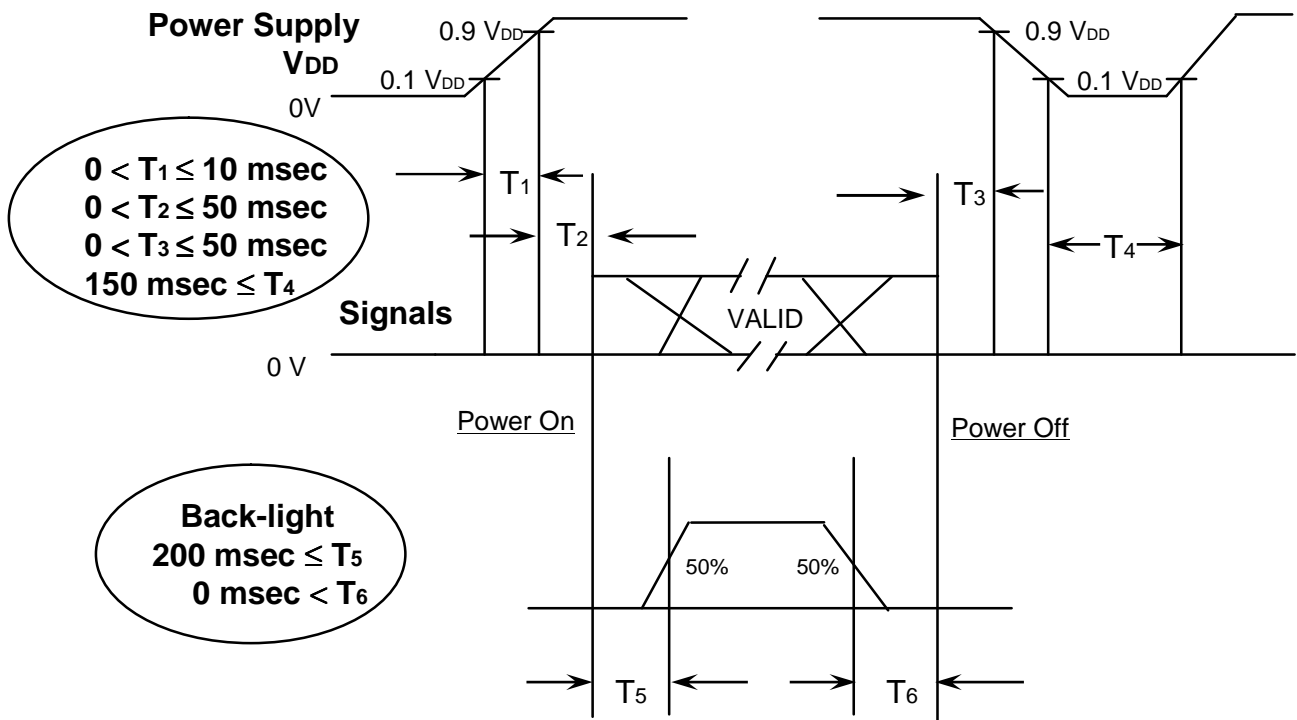 Power Supply
VDD
0.9 VDD
0.1 VDD
0V
0.9 VDD
0.1 VDD
0 < T1 ≤ 10 msec
0 < T2 ≤ 50 msec
0 < T3 ≤ 50 msec
150 msec ≤ T4
T1
T2
T3
T4
Signals
VALID
0 V
Power On
Power Off
Back-light
200 msec ≤ T5
0 msec < T6
50%
50%
T5
T6